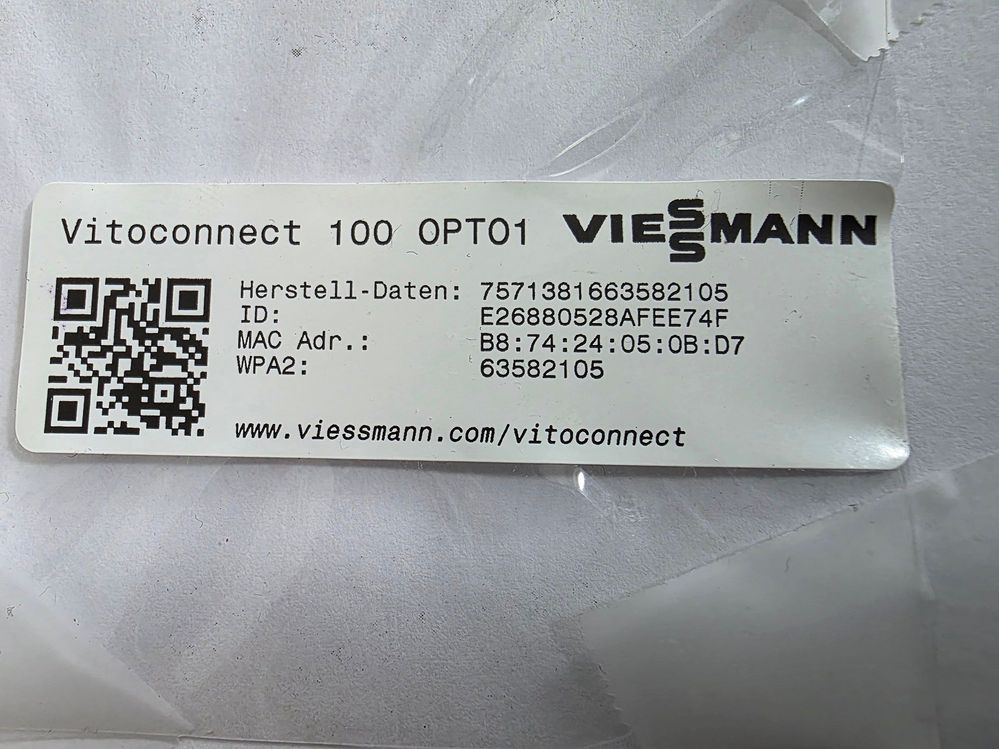 Vitoconnect 100 OPTO1 VIESSMANN
Herstell-Daten: 7571381663582105
ID: E26880528AFEE74F
MAC Adr.: B8:74:24:05:0B:D7
WPA2: 63582105
www.viessmann.com/vitoconnect